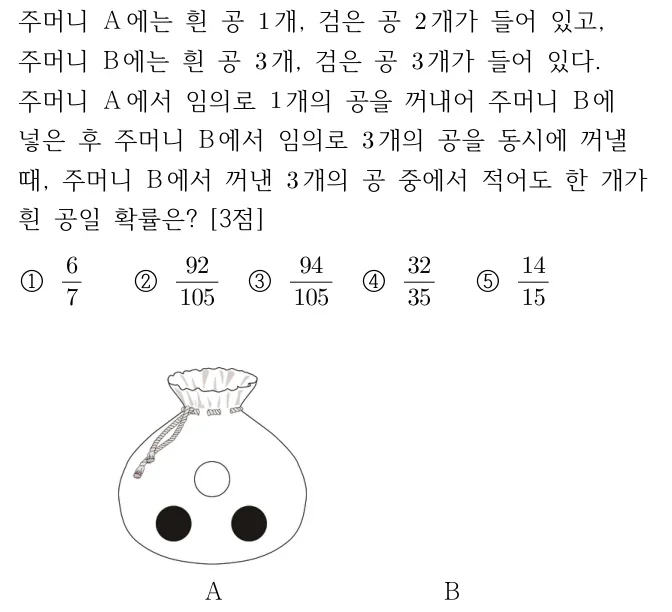 주머니 A에는 흰 공 1개, 검은 공 2개가 들어 있고,
주머니 B에는 흰 공 3개, 검은 공 3개가 들어 있다.
주머니 A에서 임의로 1개의 공을 꺼내어 주머니 B에
넣은 후 주머니 B에서 임의로 3개의 공을 동시에 꺼낼
때, 주머니 B에서 꺼낸 3개의 공 중에서 적어도 한 개가
흰 공일 확률은? [3점]
① 6/7 ② 92/105 ③ 94/105 ④ 32/35 ⑤ 14/15
A B